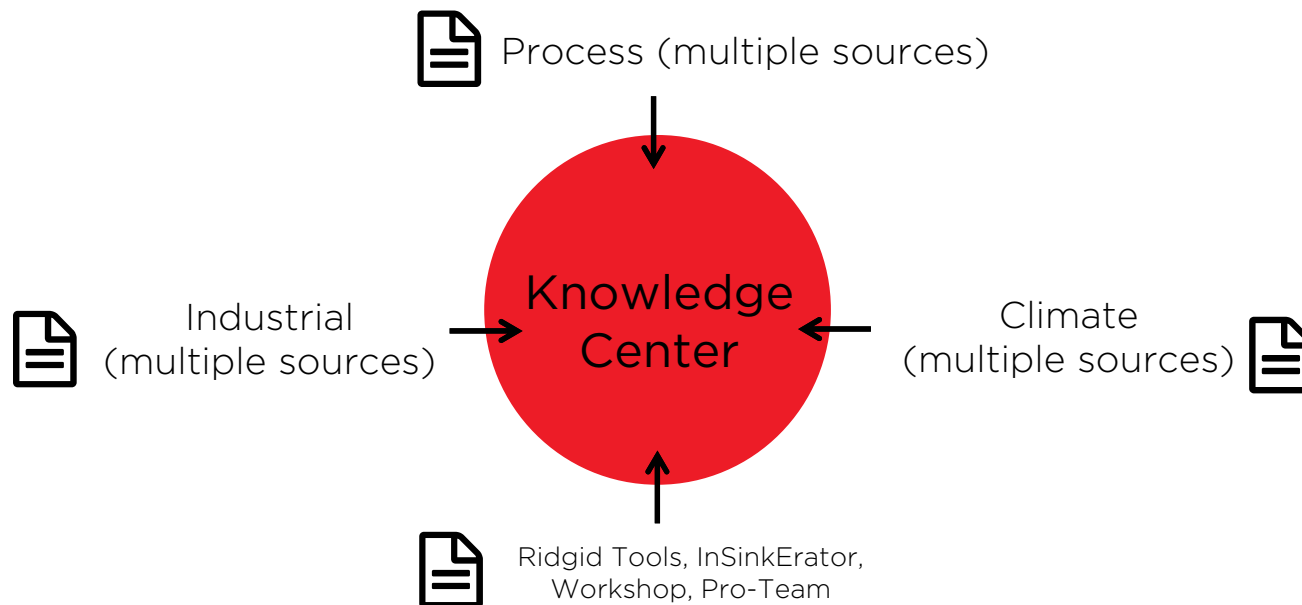 Process (multiple sources)
Knowledge
Center
Industrial
(multiple sources)
Climate
(multiple sources)
Ridgid Tools, InSinkErator,
Workshop, Pro-Team